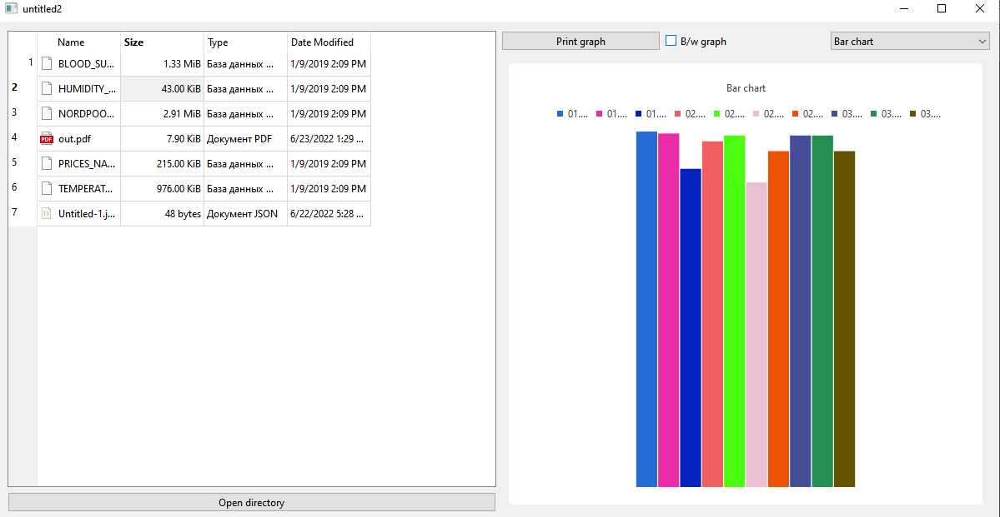 untitled2
Name Size Type Date Modified
1 BLOOD_SU... 1.33 MiB База данных ... 1/9/2019 2:09 PM
2 HUMIDITY_... 43.00 KiB База данных ... 1/9/2019 2:09 PM
3 NORDPOO... 2.91 MiB База данных ... 1/9/2019 2:09 PM
4 PDF out.pdf 7.90 KiB Документ PDF 6/23/2022 1:29 ...
5 PRICES_NA... 215.00 KiB База данных ... 1/9/2019 2:09 PM
6 TEMPERAT... 976.00 KiB База данных ... 1/9/2019 2:09 PM
7 Untitled-1.j... 48 bytes Документ JSON 6/22/2022 5:28 ...
Open directory
Print graph B/w graph Bar chart
Bar chart
01.... 01.... 01.... 02.... 02.... 02.... 02.... 03.... 03.... 03....